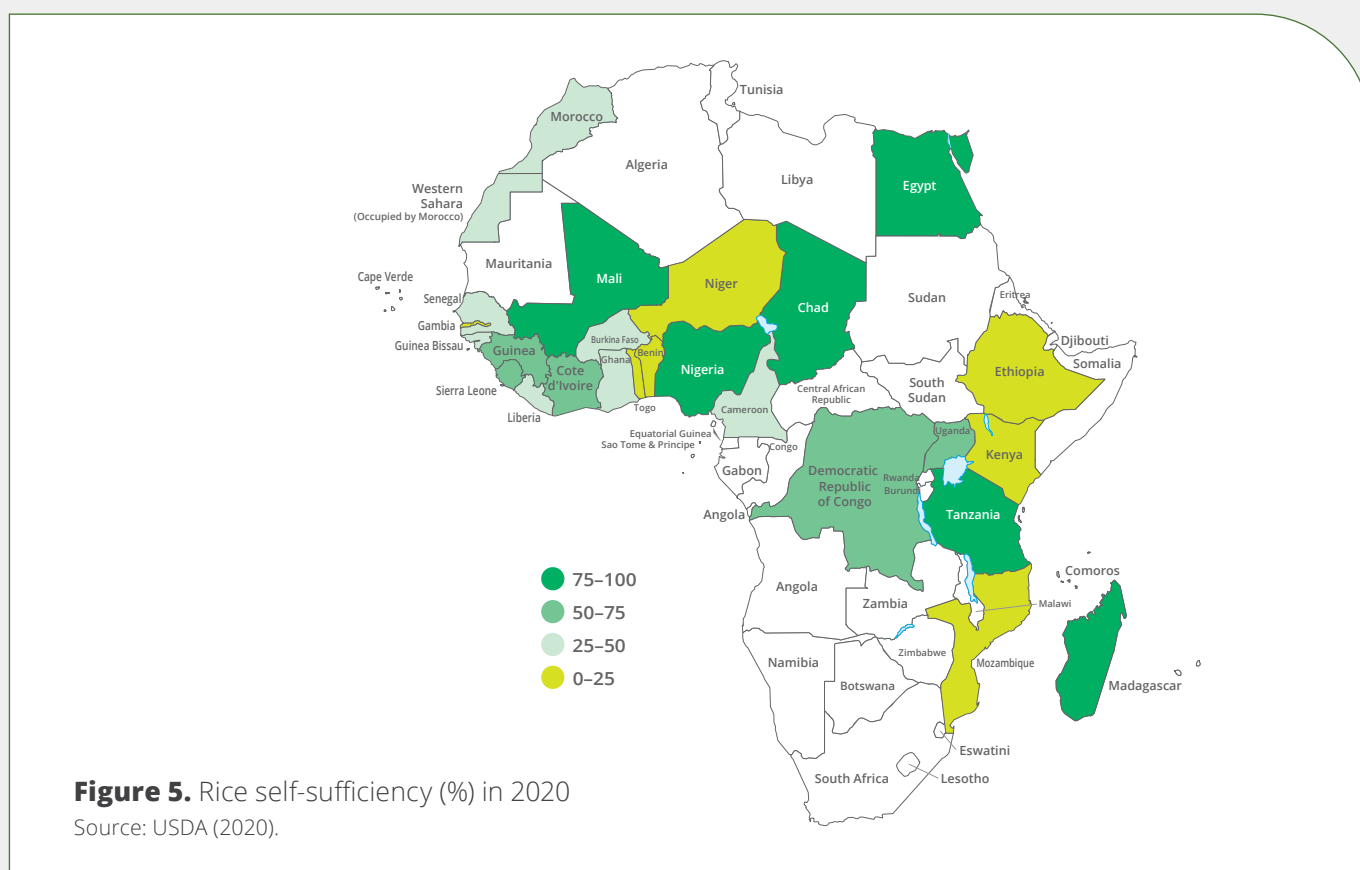 Tunisia
Morocco
Algeria
Libya
Egypt
Western
Sahara
(Occupied by Morocco)
Mauritania
Mali
Niger
Chad
Sudan
Eritrea
Cape Verde
Senegal
Gambia
Guinea Bissau
Guinea
Sierra Leone
Liberia
Cote
d'Ivoire
Burkina Faso
Ghana
Benin
Togo
Nigeria
Cameroon
Central African
Republic
South
Sudan
Ethiopia
Djibouti
Somalia
Equatorial Guinea
Sao Tome & Principe
Congo
Gabon
Democratic
Republic
of Congo
Uganda
Kenya
Rwanda
Burundi
Tanzania
Angola
Angola
Zambia
Comoros
Malawi
Zimbabwe
Mozambique
Namibia
Botswana
Madagascar
Eswatini
South Africa
Lesotho
75–100
50–75
25–50
0–25
Figure 5. Rice self-sufficiency (%) in 2020
Source: USDA (2020).